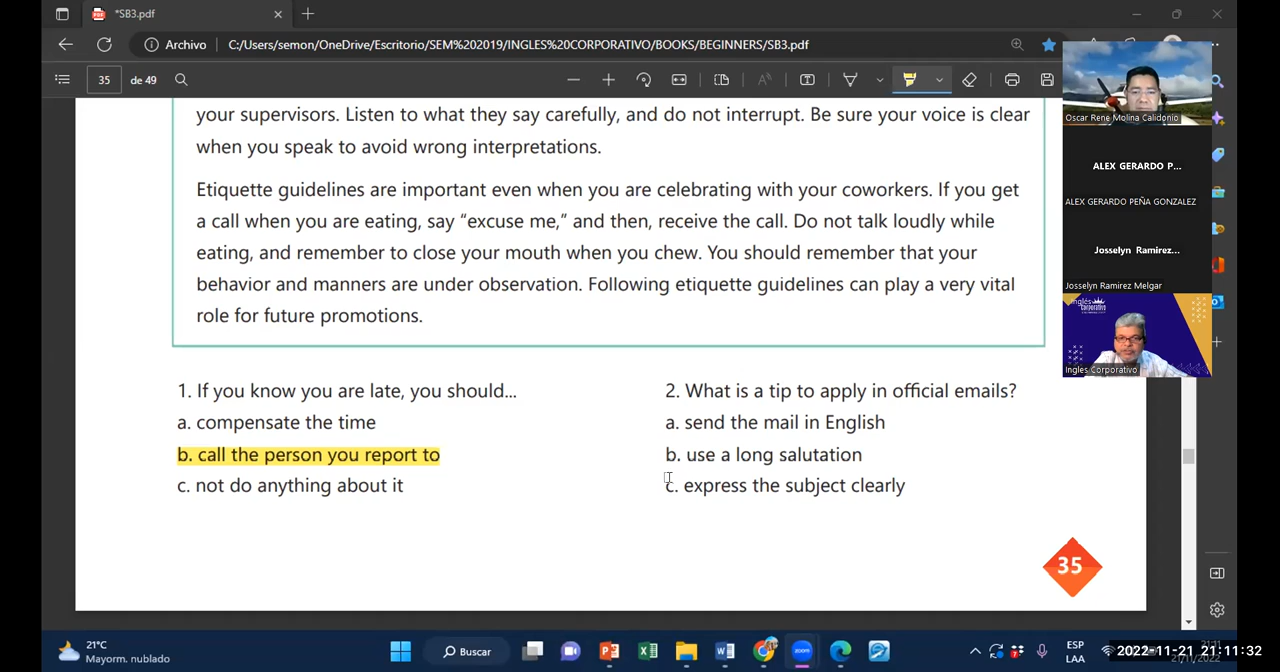 *SB3.pdf
Archivo
C:/Users/semon/OneDrive/Escritorio/SEM%202019/INGLES%20CORPORATIVO/BOOKS/BEGINNERS/SB3.pdf
35 de 49
your supervisors. Listen to what they say carefully, and do not interrupt. Be sure your voice is clear
when you speak to avoid wrong interpretations.
Etiquette guidelines are important even when you are celebrating with your coworkers. If you get
a call when you are eating, say “excuse me,” and then, receive the call. Do not talk loudly while
eating, and remember to close your mouth when you chew. You should remember that your
behavior and manners are under observation. Following etiquette guidelines can play a very vital
role for future promotions.
1. If you know you are late, you should...
a. compensate the time
b. call the person you report to
c. not do anything about it
2. What is a tip to apply in official emails?
a. send the mail in English
b. use a long salutation
c. express the subject clearly
35
Oscar Rene Molina Calidonio
ALEX GERARDO P...
ALEX GERARDO PEÑA GONZALEZ
Josselyn Ramirez...
Josselyn Ramirez Melgar
Inglés
Corporativo
Ingles Corporativo
21°C
Mayorm. nublado
Buscar
ESP
LAA
2022-11-21 21:11:32